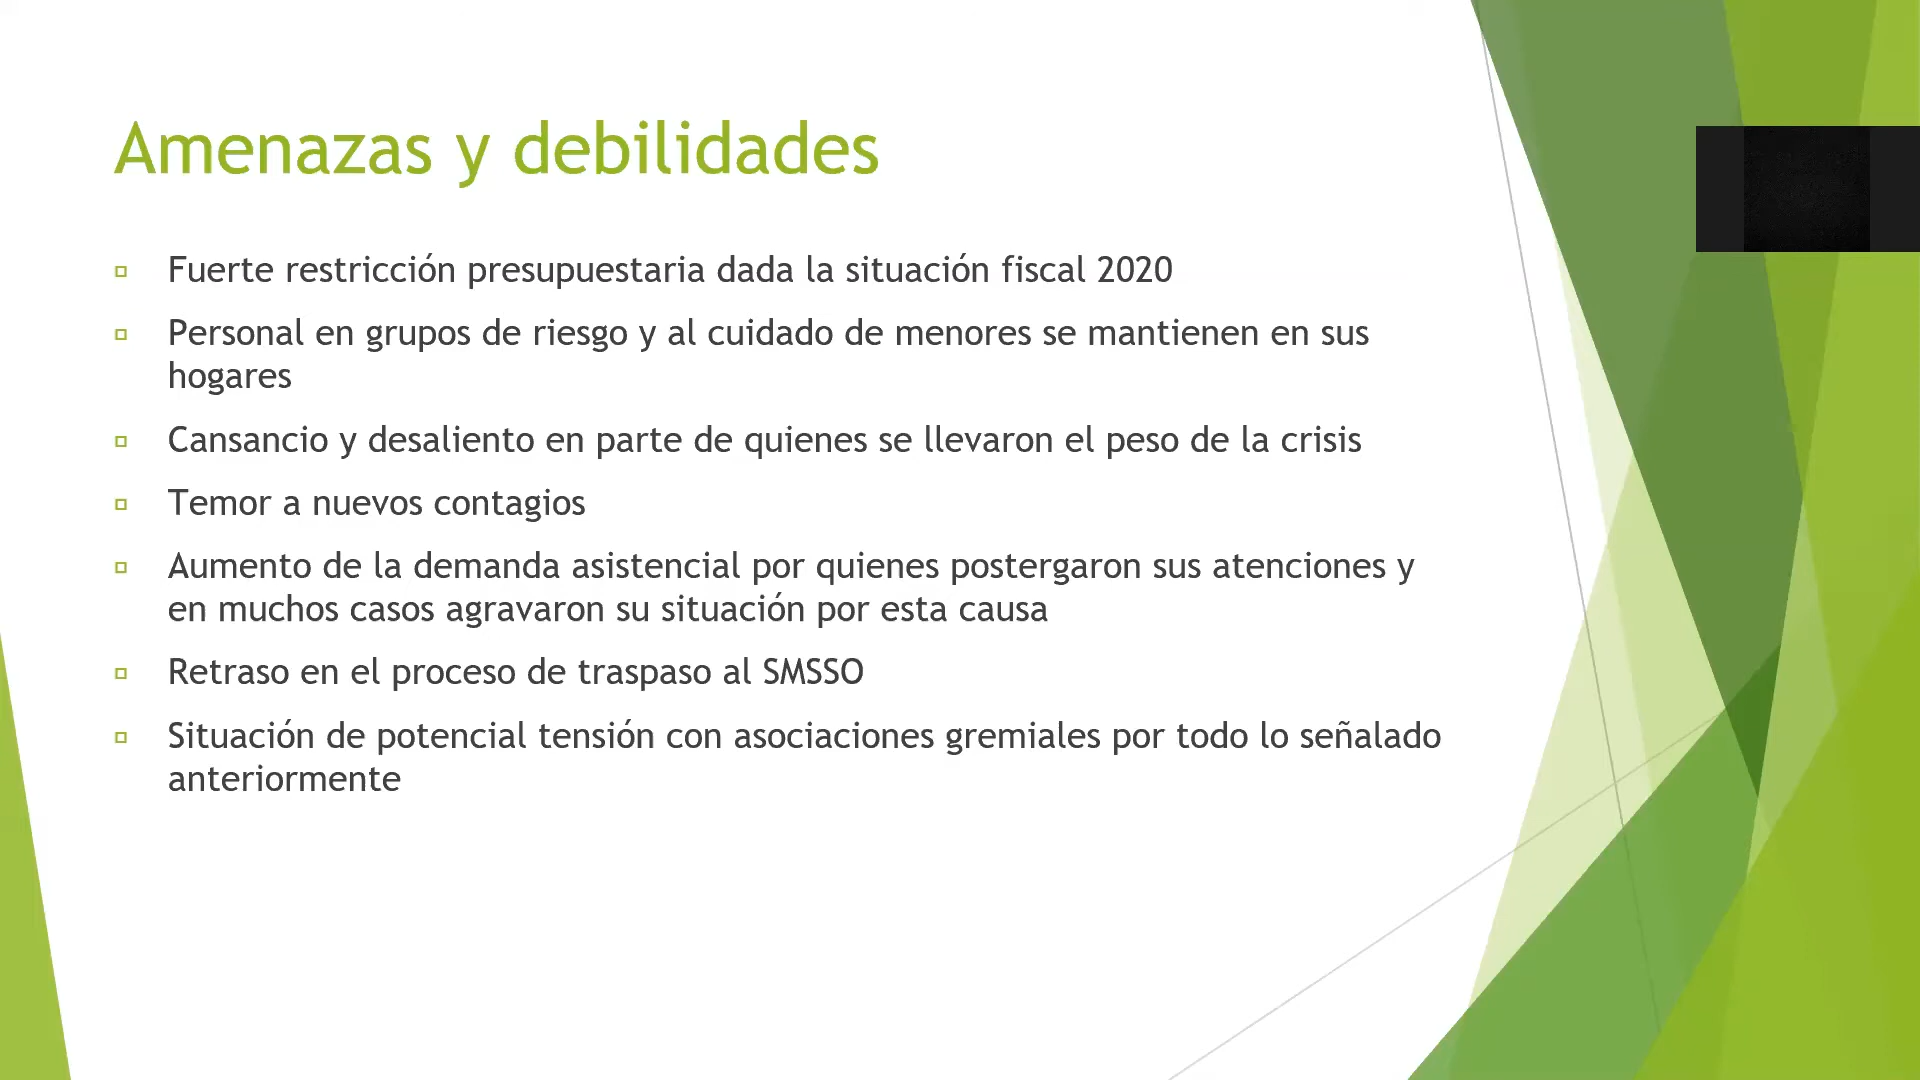 Amenazas y debilidades
Fuerte restricción presupuestaria dada la situación fiscal 2020
Personal en grupos de riesgo y al cuidado de menores se mantienen en sus
hogares
Cansancio y desaliento en parte de quienes se llevaron el peso de la crisis
Temor a nuevos contagios
Aumento de la demanda asistencial por quienes postergaron sus atenciones y
en muchos casos agravaron su situación por esta causa
Retraso en el proceso de traspaso al SMSSO
Situación de potencial tensión con asociaciones gremiales por todo lo señalado
anteriormente